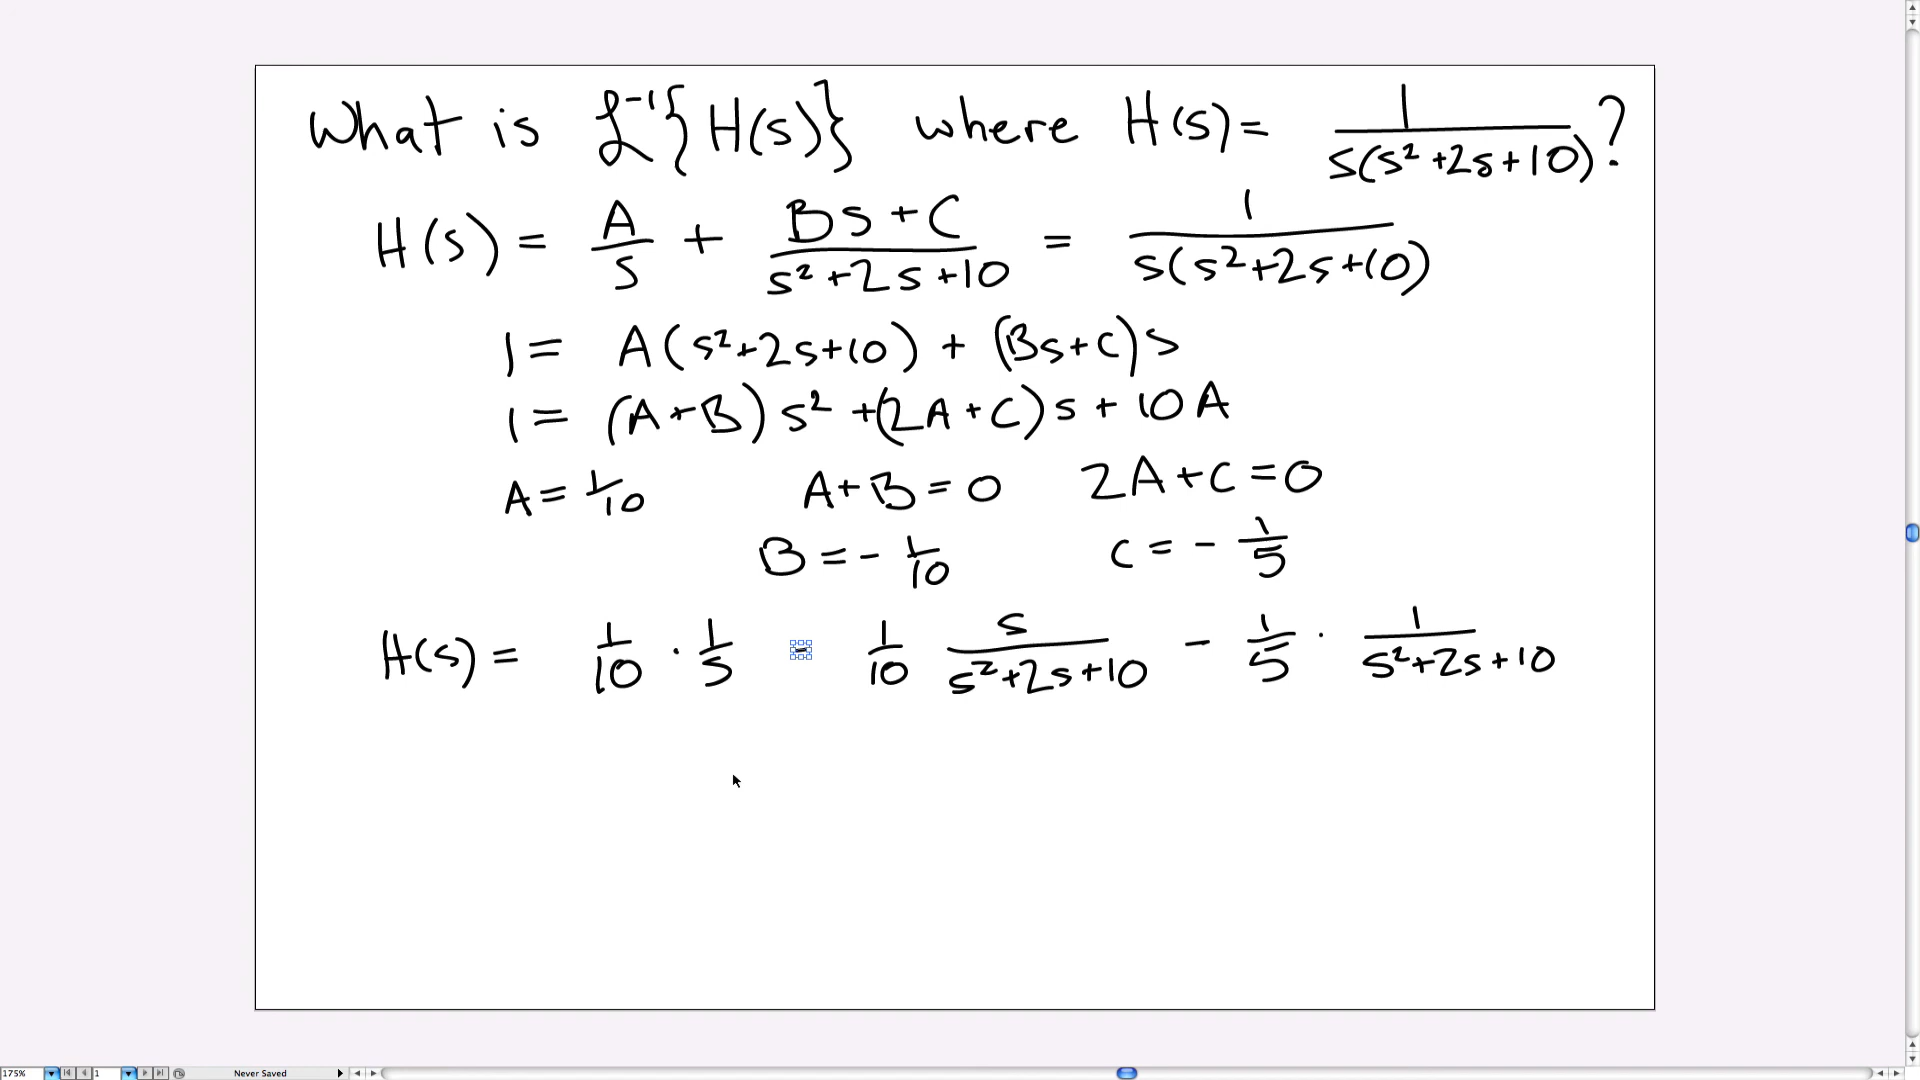 What is ℒ⁻¹{H(s)} where H(s) = 1/(s(s²+2s+10))?
H(s) = A/s + (Bs+C)/(s²+2s+10) = 1/(s(s²+2s+10))
1 = A(s²+2s+10) + (Bs+C)s
1 = (A+B)s² + (2A+C)s + 10A
A = 1/10 A+B = 0 2A+C = 0
B = - 1/10 C = - 1/5
H(s) = 1/10 · 1/s - 1/10 s/(s²+2s+10) - 1/5 · 1/(s²+2s+10)
175% 1 Never Saved